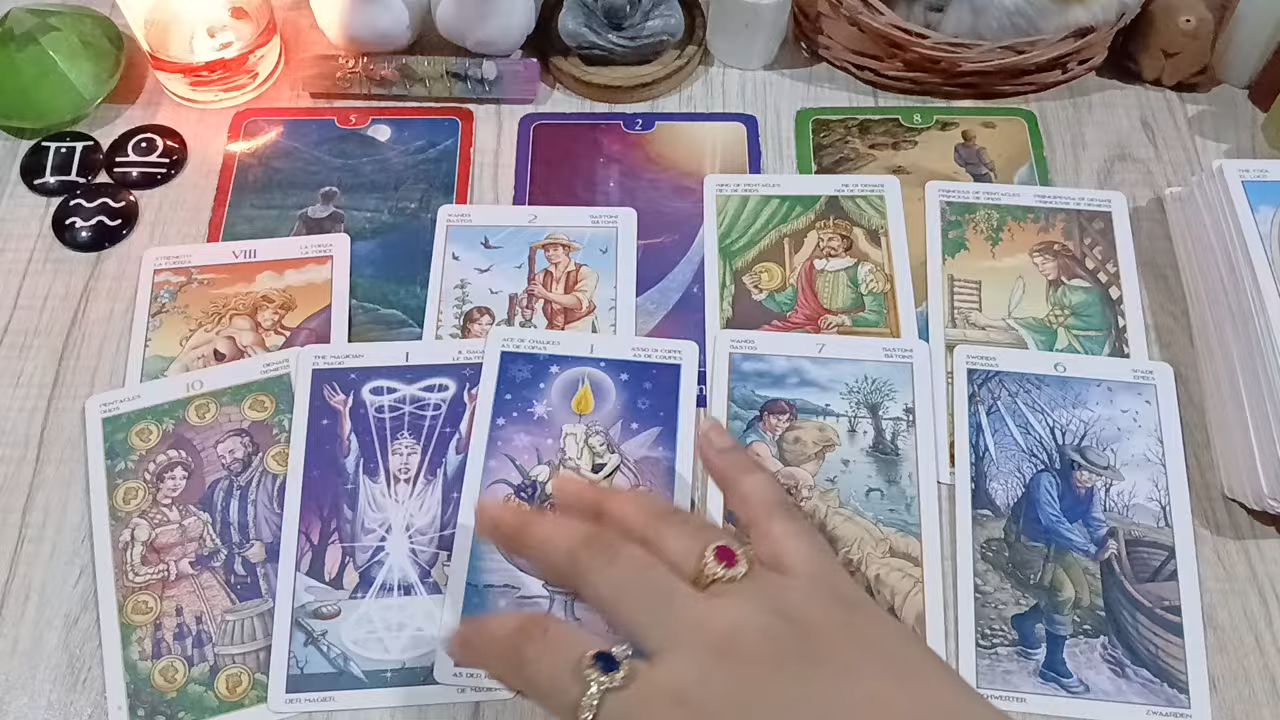 5
2
8
THE FOOL
EL LOCO
KING OF PENTACLES
REY DE OROS
RE DI DENARI
ROI DE DENIERS
PRINCESS OF PENTACLES
PRINCESA DE OROS
PRINCIPESSA DI DENARI
PRINCESSE DE DENIERS
WANDS
BASTOS
2
BASTONI
BÂTONS
STRENGTH
LA FUERZA
VIII
LA FORZA
LA FORCE
ACE OF CHALICES
AS DE COPAS
I
ASSO DI COPPE
AS DE COUPES
WANDS
BASTOS
7
BASTONI
BÂTONS
THE MAGICIAN
EL MAGO
I
SWORDS
ESPADAS
6
SPADE
ÉPÉES
PENTACLES
OROS
10
DENARI
DENIERS
DER MAGIER
AS DER
SCHWERTER
ZWAARDEN